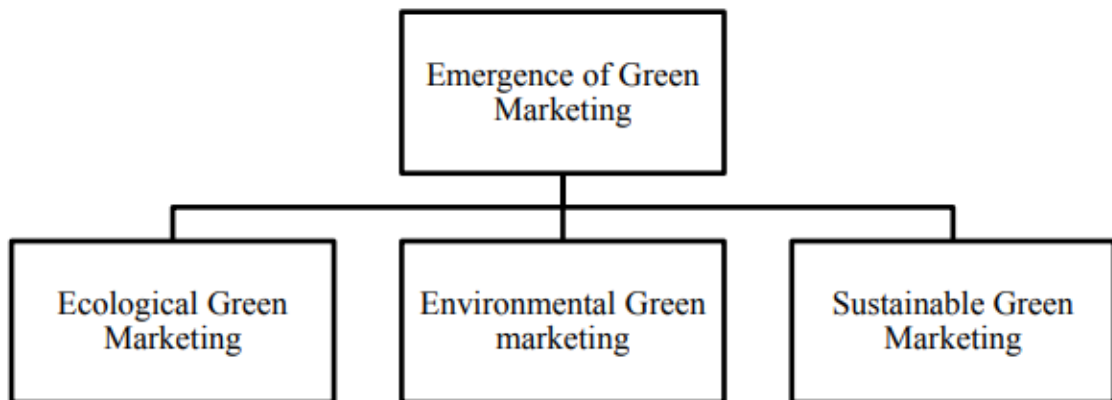 Emergence of Green
Marketing
Ecological Green
Marketing
Environmental Green
marketing
Sustainable Green
Marketing